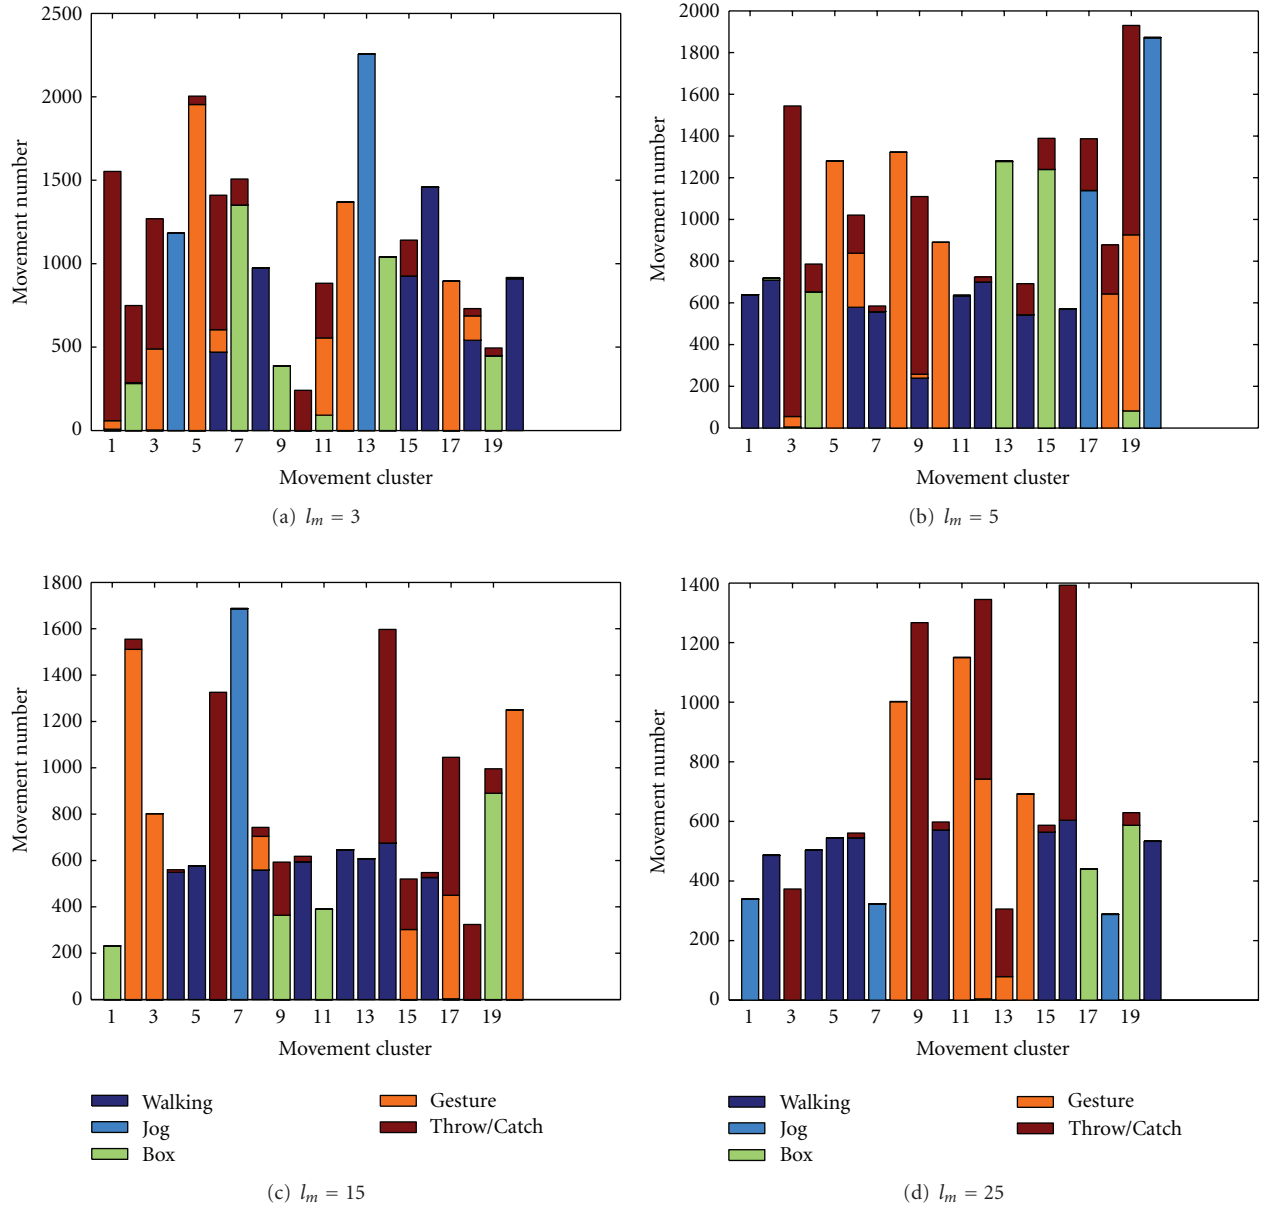 2500
2000
1500
1000
500
0
Movement number
1 3 5 7 9 11 13 15 17 19
Movement cluster
(a) lm = 3
2000
1800
1600
1400
1200
1000
800
600
400
200
0
Movement number
1 3 5 7 9 11 13 15 17 19
Movement cluster
(b) lm = 5
1800
1600
1400
1200
1000
800
600
400
200
0
Movement number
1 3 5 7 9 11 13 15 17 19
Movement cluster
Walking
Jog
Box
Gesture
Throw/Catch
(c) lm = 15
1400
1200
1000
800
600
400
200
0
Movement number
1 3 5 7 9 11 13 15 17 19
Movement cluster
Walking
Jog
Box
Gesture
Throw/Catch
(d) lm = 25